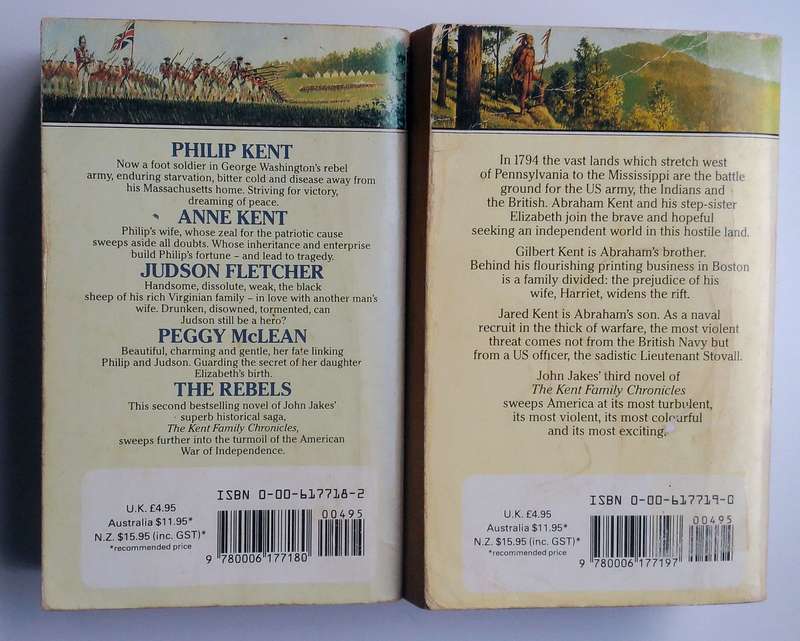 PHILIP KENT
Now a foot soldier in George Washington's rebel
army, enduring starvation, bitter cold and disease away from
his Massachusetts home. Striving for victory,
dreaming of peace.
ANNE KENT
Philip's wife, whose zeal for the patriotic cause
sweeps aside all doubts. Whose inheritance and enterprise
build Philip's fortune – and lead to tragedy.
JUDSON FLETCHER
Handsome, dissolute, weak, the black
sheep of his rich Virginian family – in love with another man's
wife. Drunken, disowned, tormented, can
Judson still be a hero?
PEGGY McLEAN
Beautiful, charming and gentle, her fate linking
Philip and Judson. Guarding the secret of her daughter
Elizabeth's birth.
THE REBELS
This second bestselling novel of John Jakes'
superb historical saga,
The Kent Family Chronicles,
sweeps further into the turmoil of the American
War of Independence.
U.K. £4.95
Australia $11.95*
N.Z. $15.95 (inc. GST)*
*recommended price
ISBN 0-00-617718-2
00495
9 780006 177180
In 1794 the vast lands which stretch west
of Pennsylvania to the Mississippi are the battle
ground for the US army, the Indians and
the British. Abraham Kent and his step-sister
Elizabeth join the brave and hopeful
seeking an independent world in this hostile land.
Gilbert Kent is Abraham's brother.
Behind his flourishing printing business in Boston
is a family divided: the prejudice of his
wife, Harriet, widens the rift.
Jared Kent is Abraham's son. As a naval
recruit in the thick of warfare, the most violent
threat comes not from the British Navy but
from a US officer, the sadistic Lieutenant Stovall.
John Jakes' third novel of
The Kent Family Chronicles
sweeps America at its most turbulent,
its most violent, its most colourful
and its most exciting.
U.K. £4.95
Australia $11.95*
N.Z. $15.95 (inc. GST)*
*recommended price
ISBN 0-00-617719-0
00495
9 780006 177197